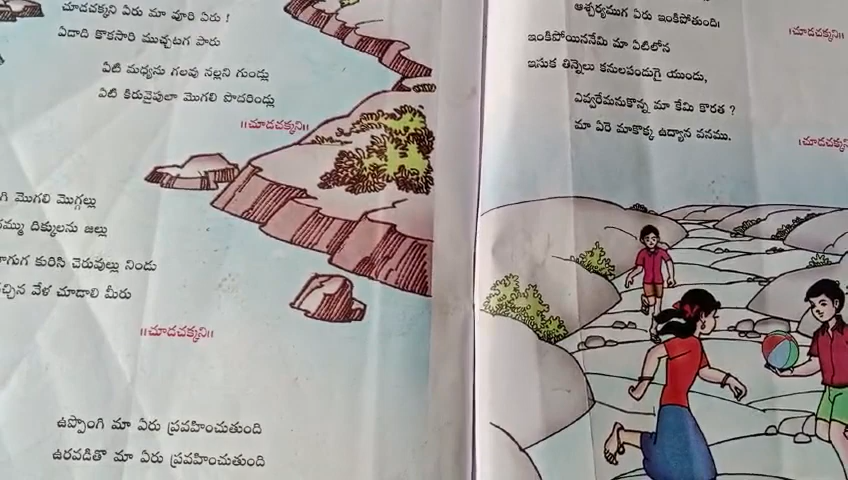 చూడచక్కని ఏరు మా వూరి ఏరు !
ఏదాది కొకసారి ముచ్చటగ పారు
ఏటి మధ్యను గలవు నల్లని గుండ్లు
ఏటి కిరువైపులా మొగలి పొదరిండ్లు
॥చూడచక్కని॥
గి మొగలి మొగ్గల్లు
దిక్కులను జల్లు
కురిసి చెరువుల్లు నిండు
చ్చిన వేళ చూడాలి మీరు
॥చూడచక్కని॥
ఉప్పొంగి మా ఏరు ప్రవహించుతుంది
ఉరవడితొ మా ఏరు ప్రవహించుతుంది
ఆశ్చర్యముగ ఏరు ఇంకిపోతుంది॥
॥చూడచక్కని॥
ఇంకిపోయిననేమి మా ఏటిలోన
ఇసుక తిన్నెలు కనులపందుగై యుండు,
ఎవ్వరేమనుకొన్న మా కేమి కొరత ?
మా ఏరె మాకొక్క ఉద్యాన వనము.
॥చూడచక్కని